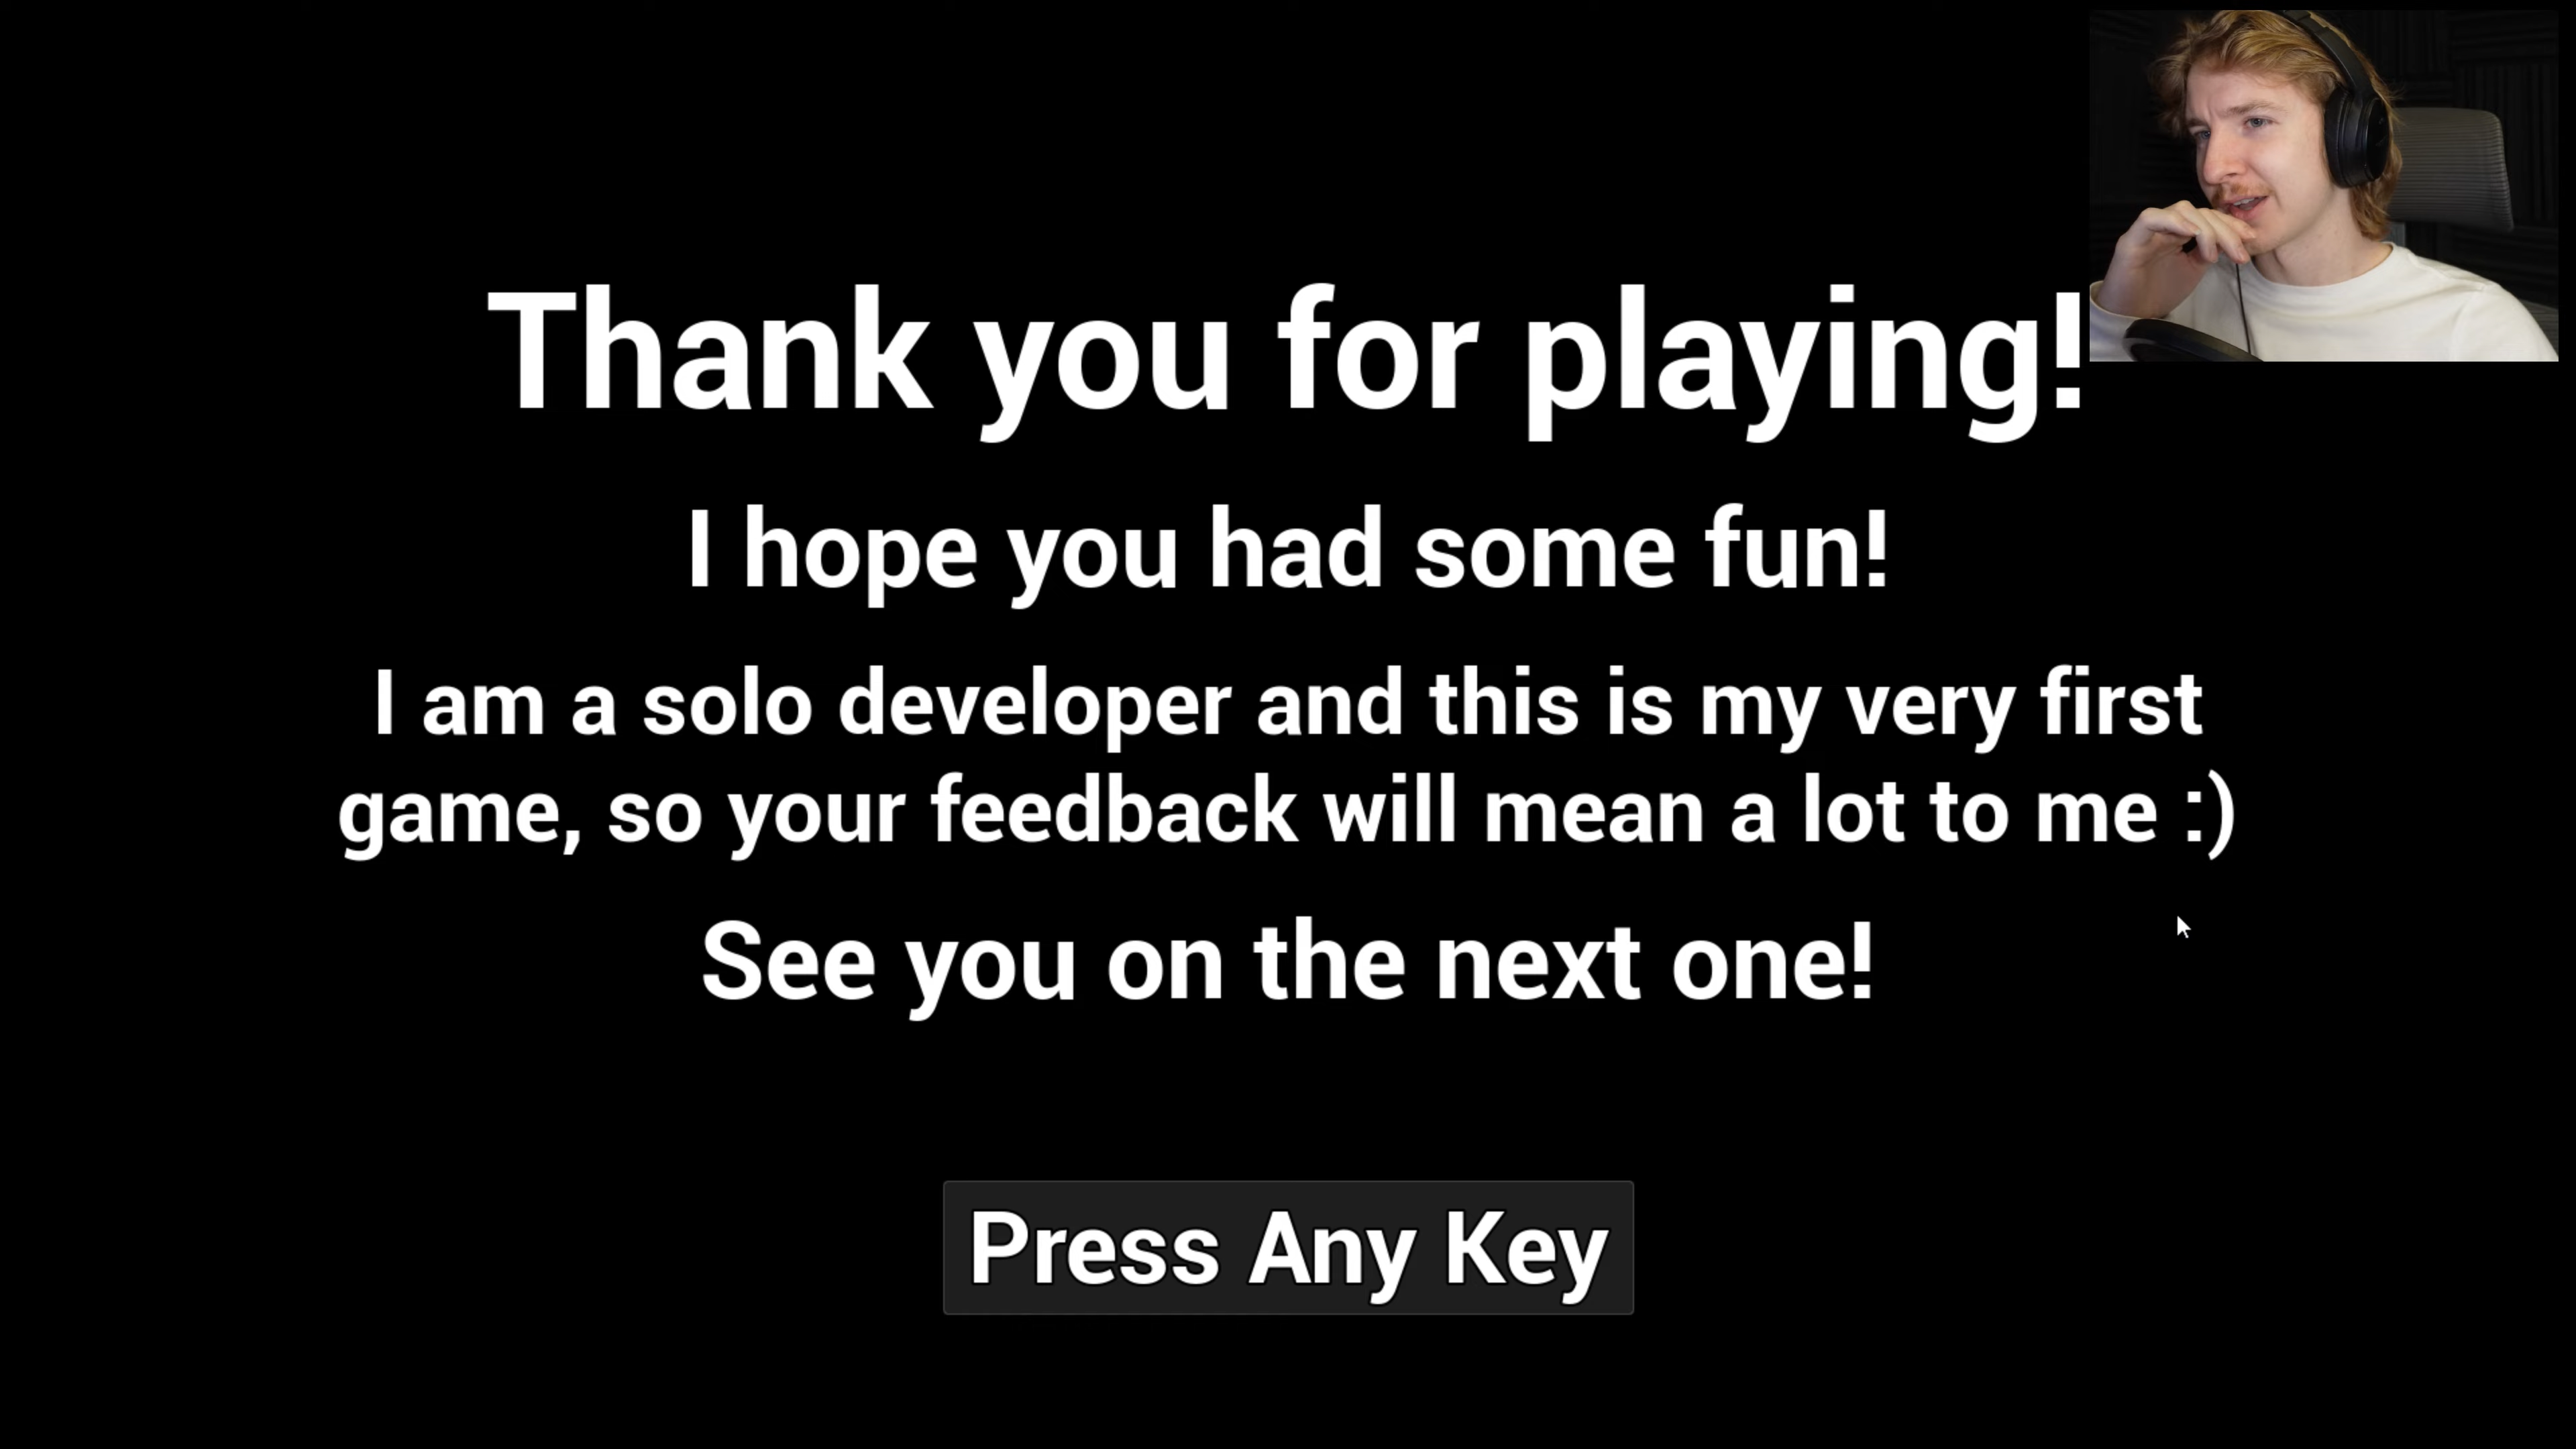 Thank you for playing!
I hope you had some fun!
I am a solo developer and this is my very first
game, so your feedback will mean a lot to me :)
See you on the next one!
Press Any Key